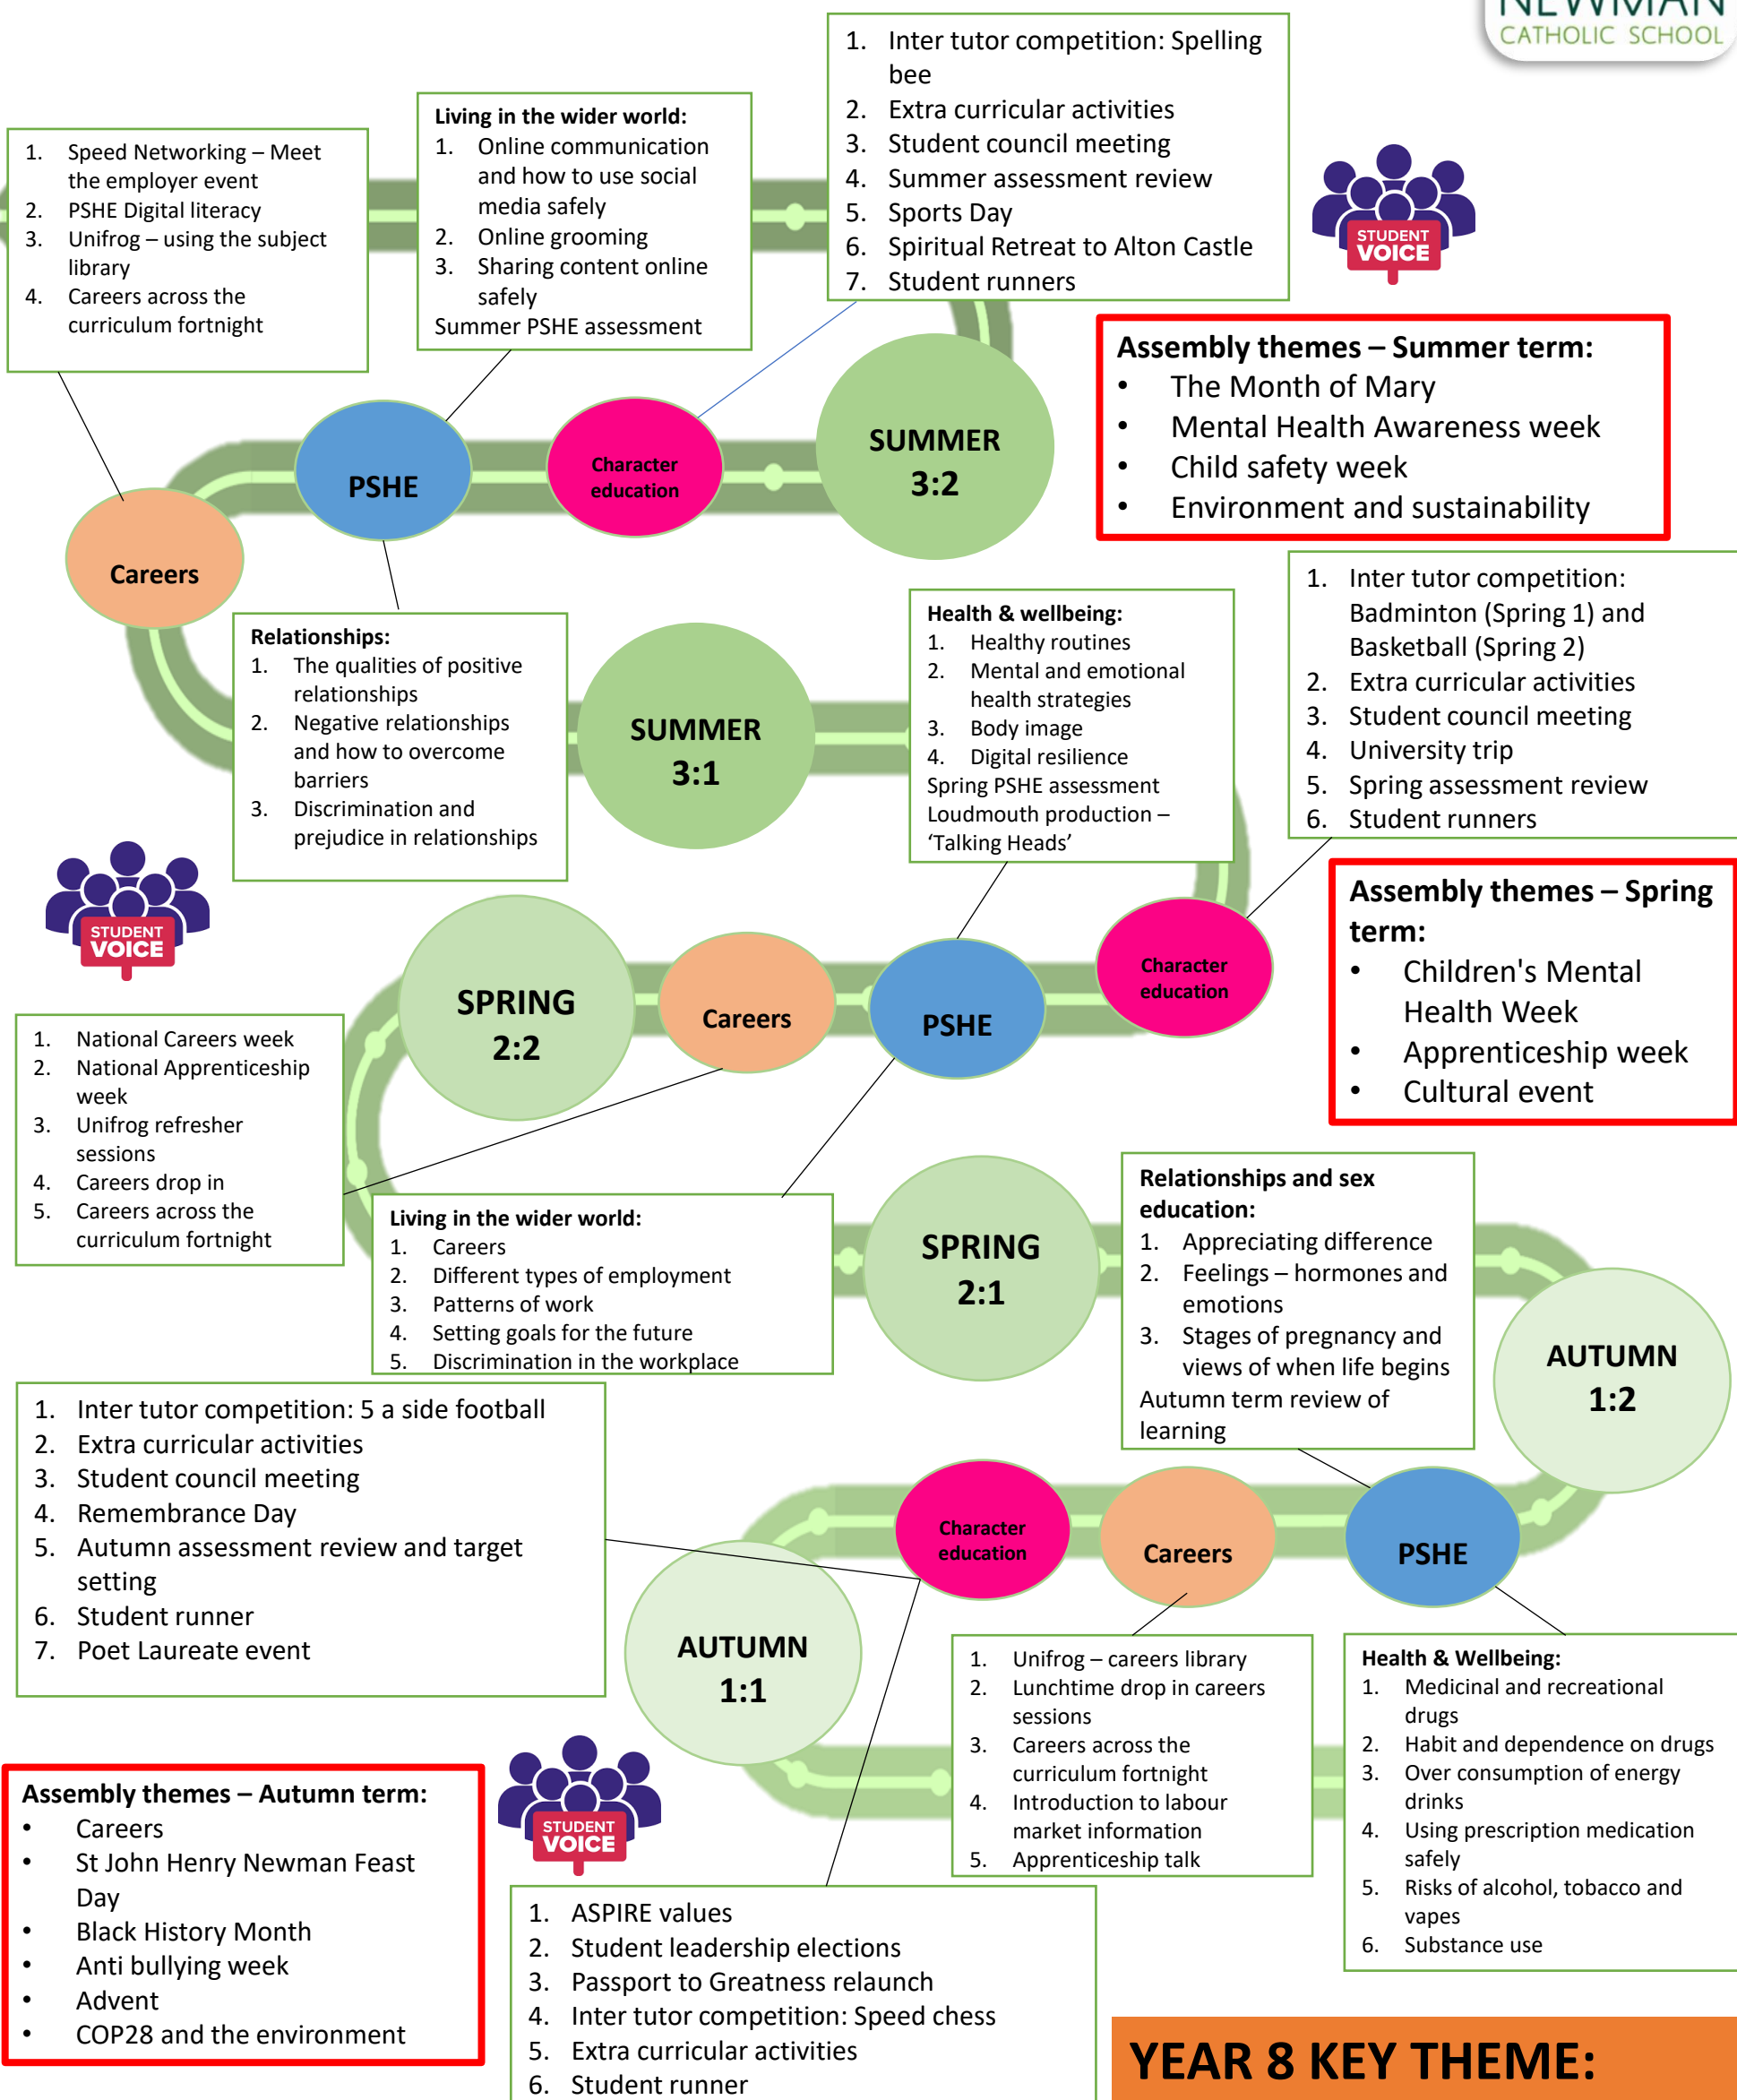 NEWMAN
CATHOLIC SCHOOL
1. Inter tutor competition: Spelling
bee
2. Extra curricular activities
3. Student council meeting
4. Summer assessment review
5. Sports Day
6. Spiritual Retreat to Alton Castle
7. Student runners
Living in the wider world:
1. Online communication
and how to use social
media safely
2. Online grooming
3. Sharing content online
safely
Summer PSHE assessment
1. Speed Networking – Meet
the employer event
2. PSHE Digital literacy
3. Unifrog – using the subject
library
4. Careers across the
curriculum fortnight
STUDENT
VOICE
Assembly themes – Summer term:
• The Month of Mary
• Mental Health Awareness week
• Child safety week
• Environment and sustainability
SUMMER
3:2
Character
education
PSHE
Careers
Relationships:
1. The qualities of positive
relationships
2. Negative relationships
and how to overcome
barriers
3. Discrimination and
prejudice in relationships
SUMMER
3:1
Health & wellbeing:
1. Healthy routines
2. Mental and emotional
health strategies
3. Body image
4. Digital resilience
Spring PSHE assessment
Loudmouth production –
‘Talking Heads’
1. Inter tutor competition:
Badminton (Spring 1) and
Basketball (Spring 2)
2. Extra curricular activities
3. Student council meeting
4. University trip
5. Spring assessment review
6. Student runners
STUDENT
VOICE
Assembly themes – Spring
term:
• Children's Mental
Health Week
• Apprenticeship week
• Cultural event
SPRING
2:2
Careers
PSHE
Character
education
1. National Careers week
2. National Apprenticeship
week
3. Unifrog refresher
sessions
4. Careers drop in
5. Careers across the
curriculum fortnight
Living in the wider world:
1. Careers
2. Different types of employment
3. Patterns of work
4. Setting goals for the future
5. Discrimination in the workplace
SPRING
2:1
Relationships and sex
education:
1. Appreciating difference
2. Feelings – hormones and
emotions
3. Stages of pregnancy and
views of when life begins
Autumn term review of
learning
AUTUMN
1:2
1. Inter tutor competition: 5 a side football
2. Extra curricular activities
3. Student council meeting
4. Remembrance Day
5. Autumn assessment review and target
setting
6. Student runner
7. Poet Laureate event
Character
education
Careers
PSHE
AUTUMN
1:1
1. Unifrog – careers library
2. Lunchtime drop in careers
sessions
3. Careers across the
curriculum fortnight
4. Introduction to labour
market information
5. Apprenticeship talk
Health & Wellbeing:
1. Medicinal and recreational
drugs
2. Habit and dependence on drugs
3. Over consumption of energy
drinks
4. Using prescription medication
safely
5. Risks of alcohol, tobacco and
vapes
6. Substance use
Assembly themes – Autumn term:
• Careers
• St John Henry Newman Feast
Day
• Black History Month
• Anti bullying week
• Advent
• COP28 and the environment
STUDENT
VOICE
1. ASPIRE values
2. Student leadership elections
3. Passport to Greatness relaunch
4. Inter tutor competition: Speed chess
5. Extra curricular activities
6. Student runner
YEAR 8 KEY THEME: